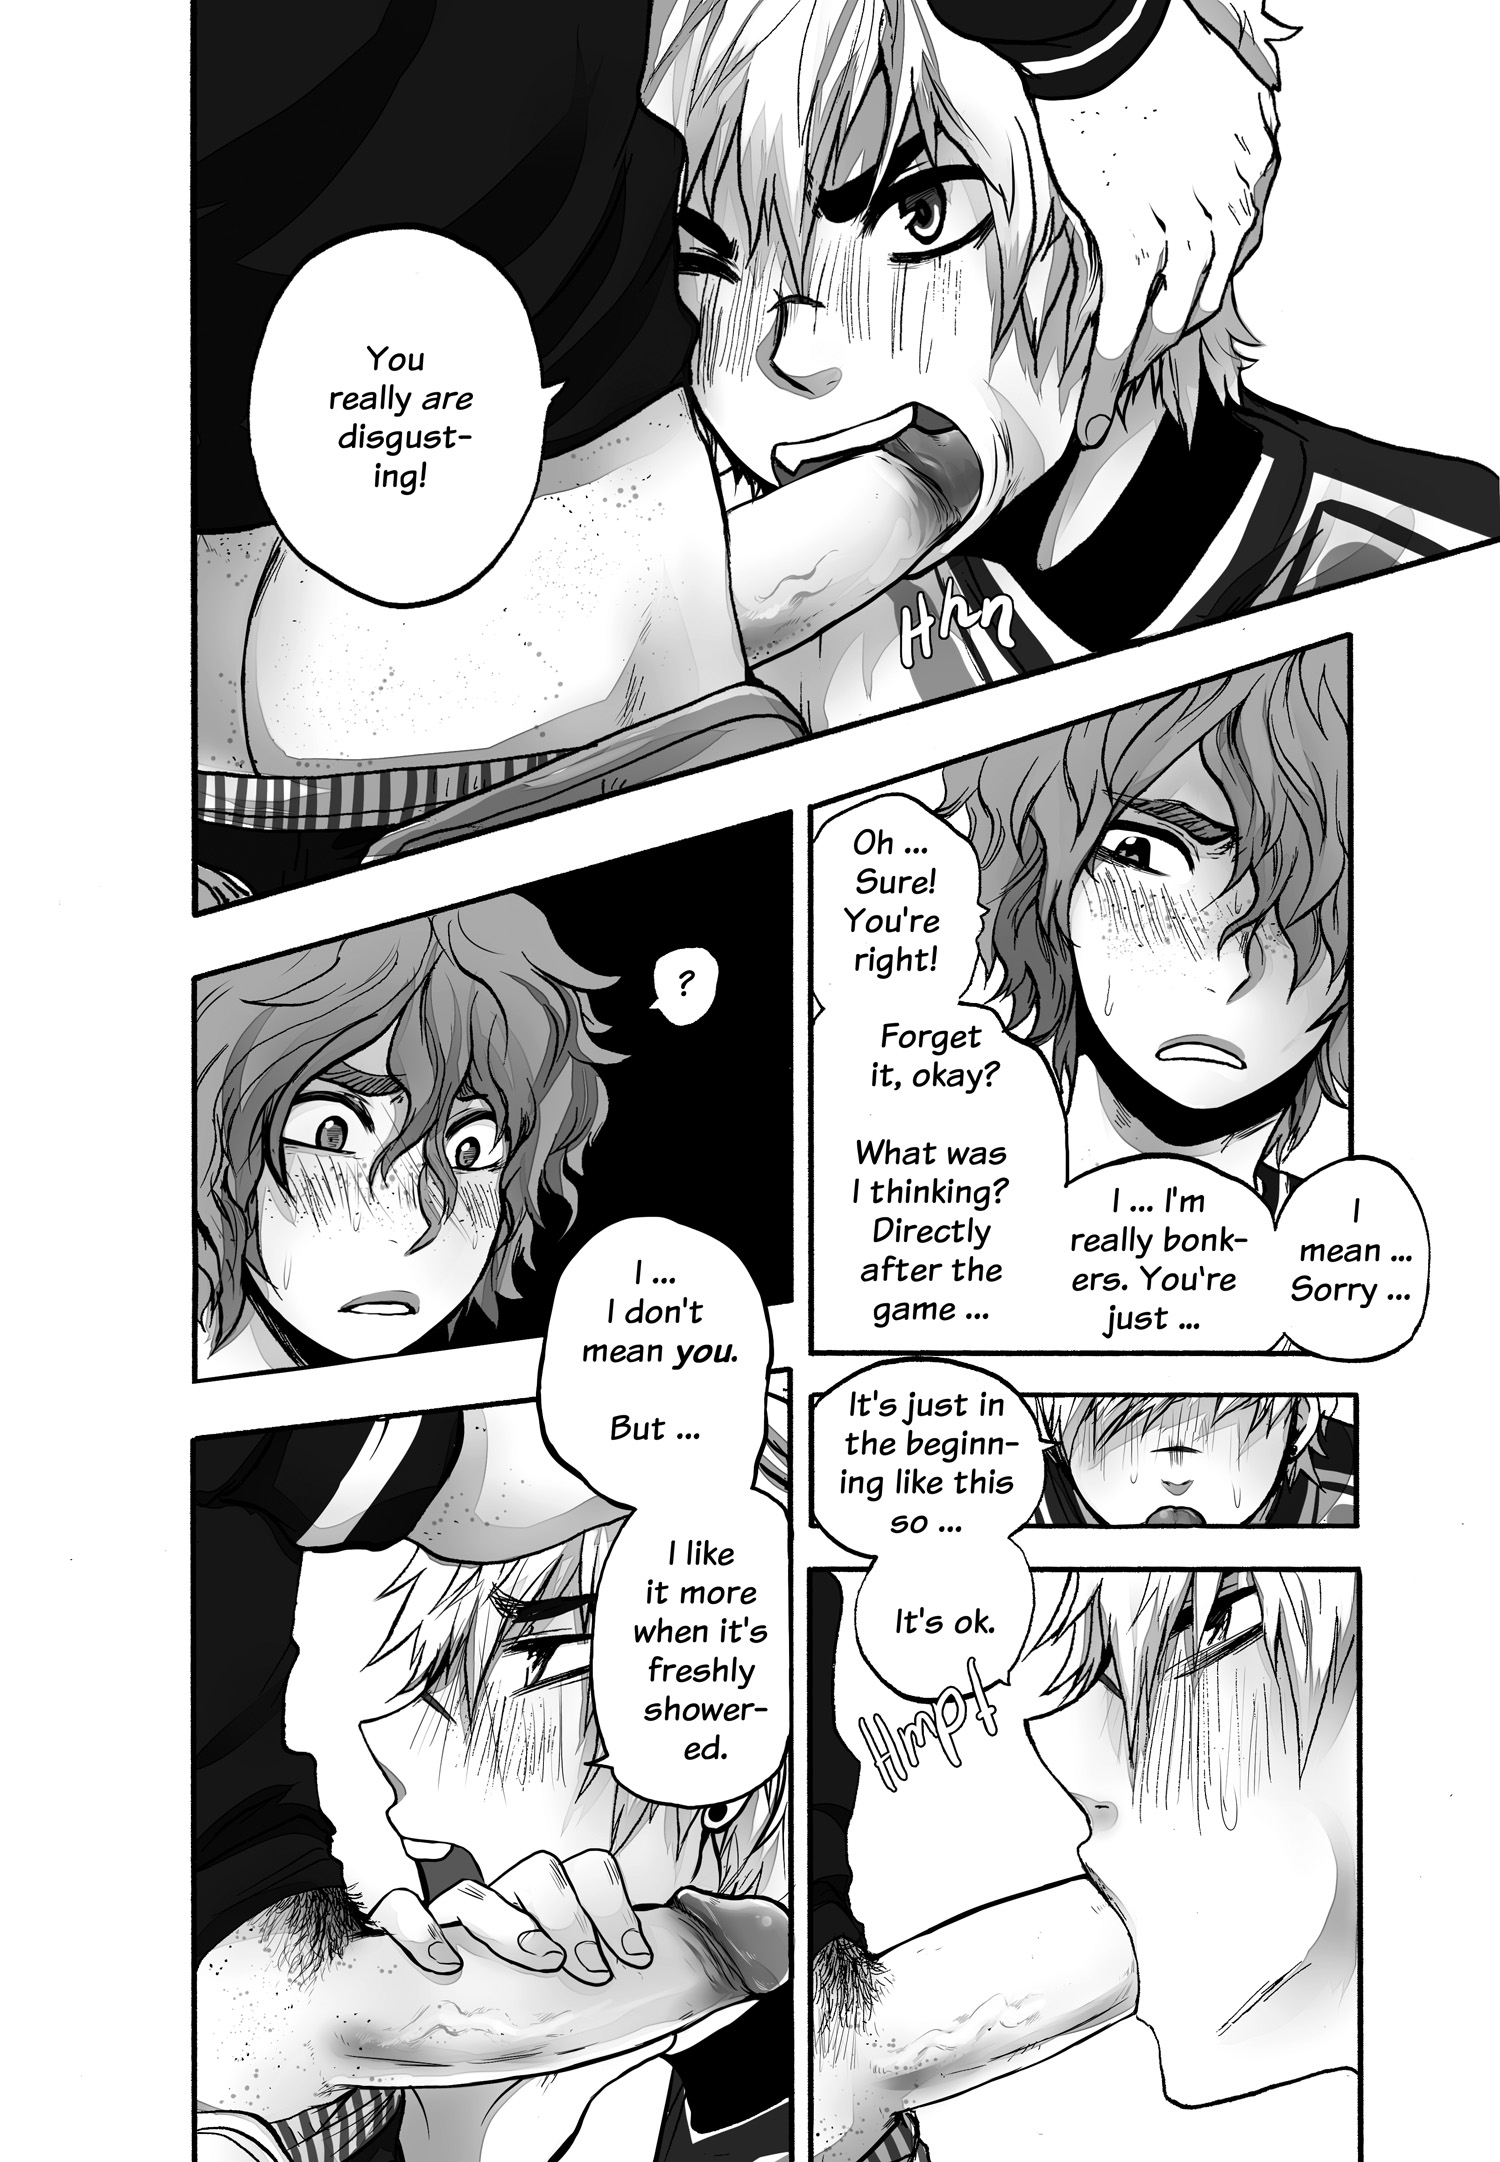 You
really are
disgust-
ing!
Hhn
Oh ...
Sure!
You're
right!
Forget
it, okay?
What was
I thinking?
Directly
after the
game ...
I ... I'm
really bonk-
ers. You're
just ...
I
mean ...
Sorry ...
?
I ...
I don't
mean you.
But ...
I like
it more
when it's
freshly
shower-
ed.
It's just in
the beginn-
ing like this
so ...
It's ok.
Hmpf